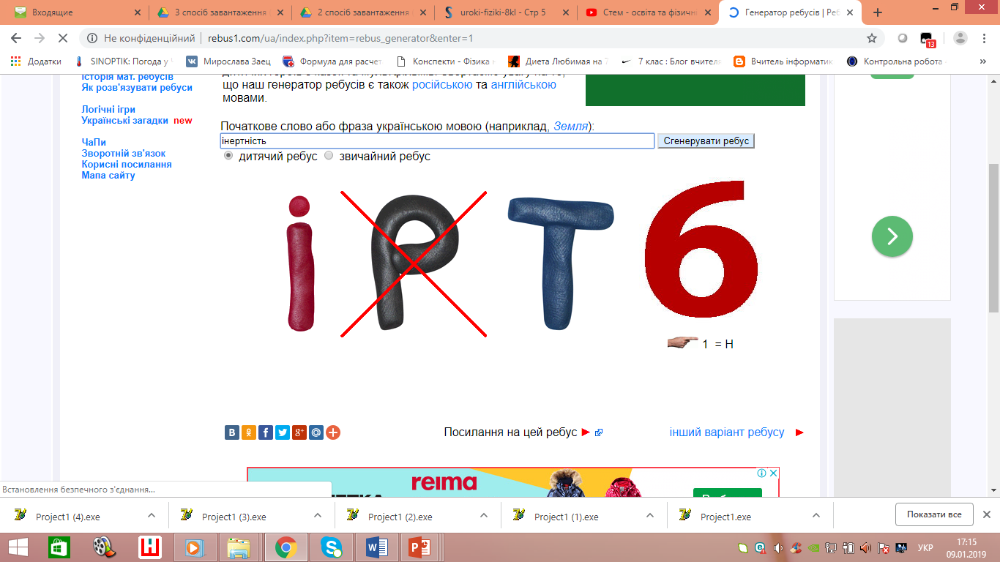 Входящие
3 спосіб завантаження
2 спосіб завантаження
uroki-fiziki-8kl - Стр 5
Стем - освіта та фізичн
Генератор ребусів | Реб
Не конфіденційний | rebus1.com/ua/index.php?item=rebus_generator&enter=1
13
Додатки
SINOPTIK: Погода у
Мирослава Заец
Формула для расчет
Конспекти - Фізика
Диета Любимая на 7
7 клас : Блог вчителя
Вчитель інформатик
Контрольна робота
»
Історія мат. ребусів
Як розв'язувати ребуси
Логічні ігри
Українські загадки new
ЧаПи
Зворотній зв'язок
Корисні посилання
Мапа сайту
що наш генератор ребусів є також російською та англійською
мовами.
Початкове слово або фраза українською мовою (наприклад, Земля):
інертність
Сгенерувати ребус
дитячий ребус звичайний ребус
і Р Т 6
1 = Н
Посилання на цей ребус
інший варіант ребусу
reima
Встановлення безпечного з'єднання...
Project1 (4).exe
Project1 (3).exe
Project1 (2).exe
Project1 (1).exe
Project1.exe
Показати все
УКР
17:15
09.01.2019